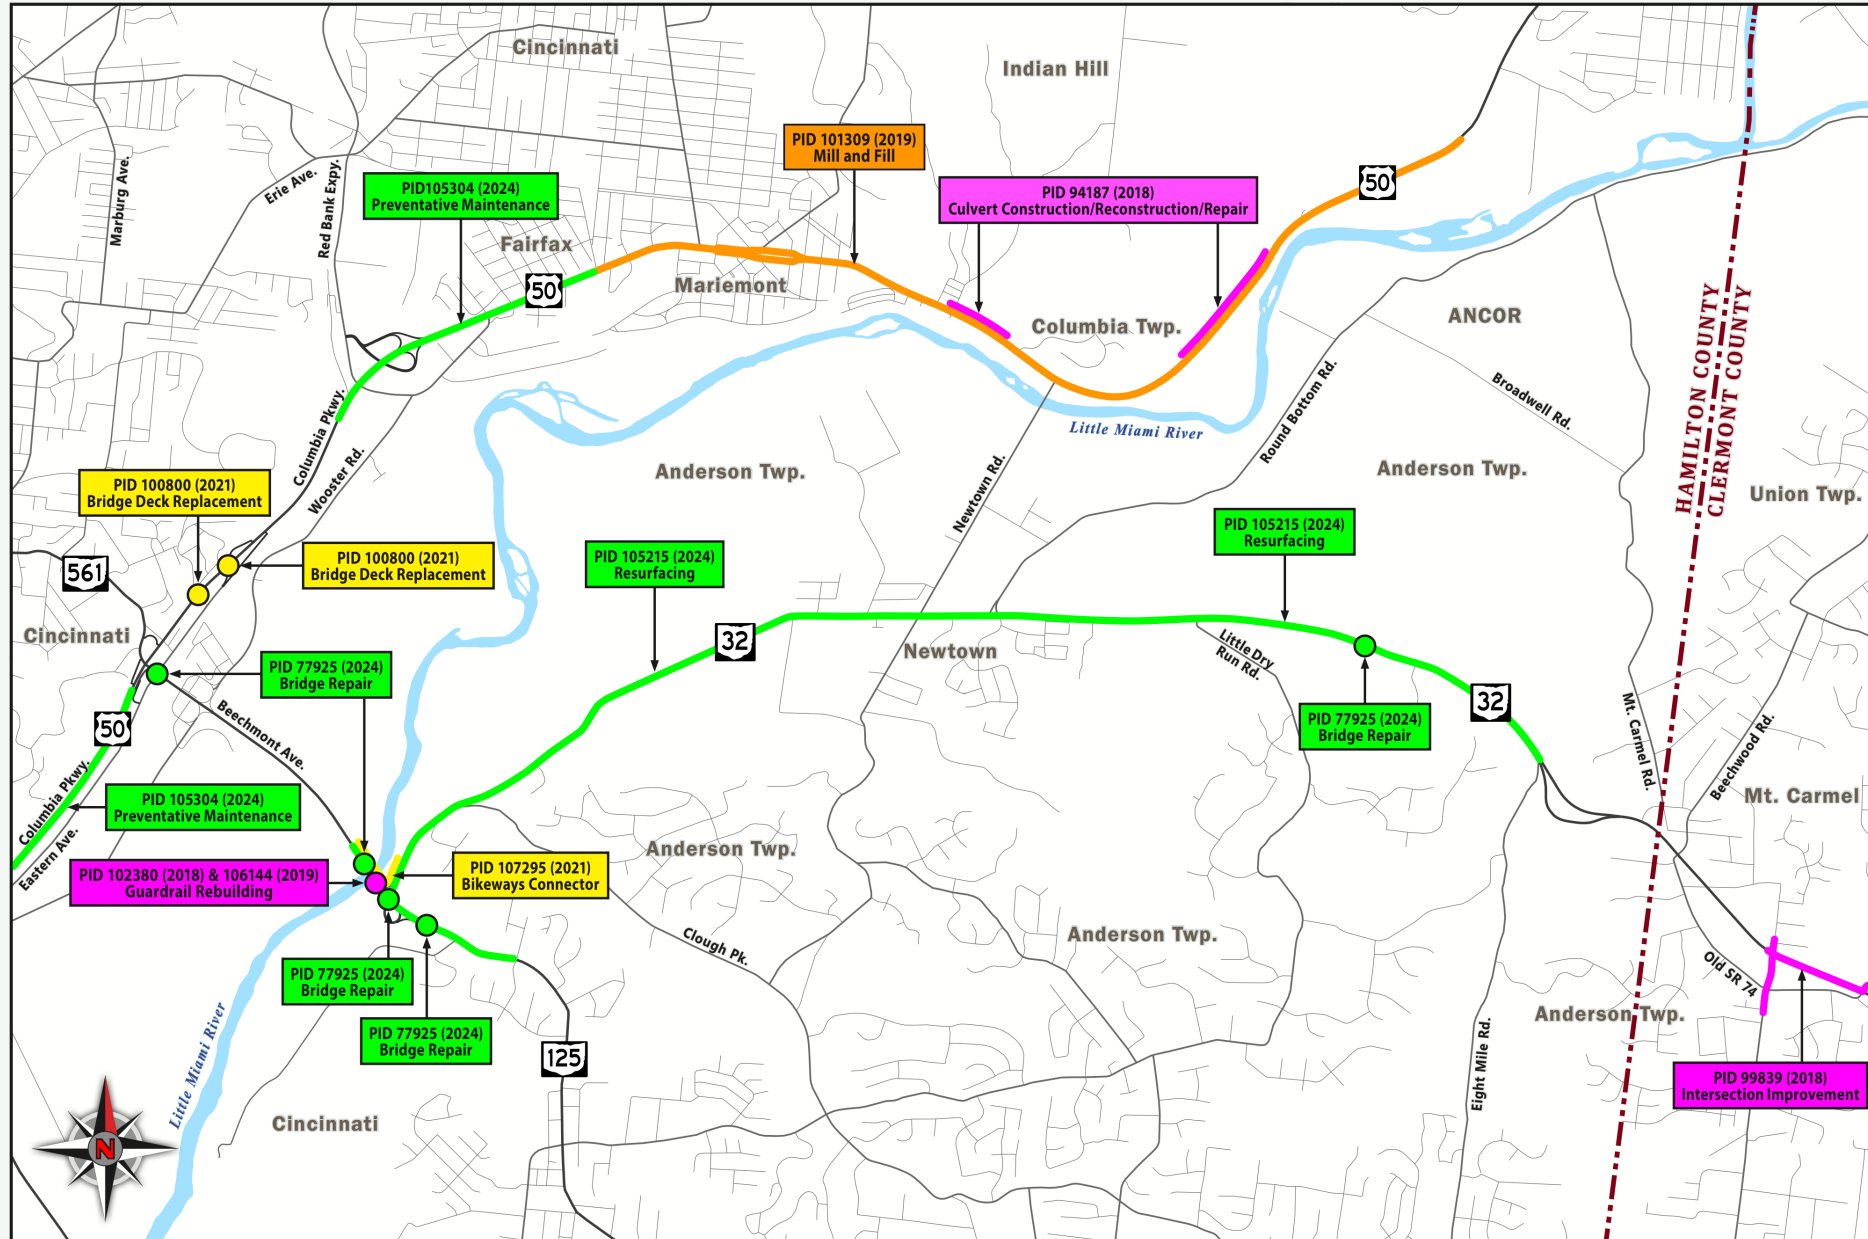 Cincinnati
Indian Hill
PID 101309 (2019)
Mill and Fill
Marburg Ave.
Erie Ave.
Red Bank Expy.
PID105304 (2024)
Preventative Maintenance
PID 94187 (2018)
Culvert Construction/Reconstruction/Repair
50
Fairfax
50
Mariemont
Columbia Twp.
ANCOR
HAMILTON COUNTY
CLERMONT COUNTY
Columbia Pkwy.
Wooster Rd.
Little Miami River
Round Bottom Rd.
Broadwell Rd.
Anderson Twp.
Anderson Twp.
Union Twp.
Newtown Rd.
PID 100800 (2021)
Bridge Deck Replacement
PID 100800 (2021)
Bridge Deck Replacement
561
PID 105215 (2024)
Resurfacing
PID 105215 (2024)
Resurfacing
Cincinnati
32
Newtown
Little Dry
Run Rd.
PID 77925 (2024)
Bridge Repair
Beechmont Ave.
50
PID 77925 (2024)
Bridge Repair
32
Mt. Carmel Rd.
Beechwood Rd.
Mt. Carmel
Columbia Pkwy.
Eastern Ave.
PID 105304 (2024)
Preventative Maintenance
PID 102380 (2018) & 106144 (2019)
Guardrail Rebuilding
PID 107295 (2021)
Bikeways Connector
Anderson Twp.
Clough Pk.
Anderson Twp.
PID 77925 (2024)
Bridge Repair
PID 77925 (2024)
Bridge Repair
125
Old SR 74
Anderson Twp.
Eight Mile Rd.
PID 99839 (2018)
Intersection Improvement
Little Miami River
Cincinnati
N